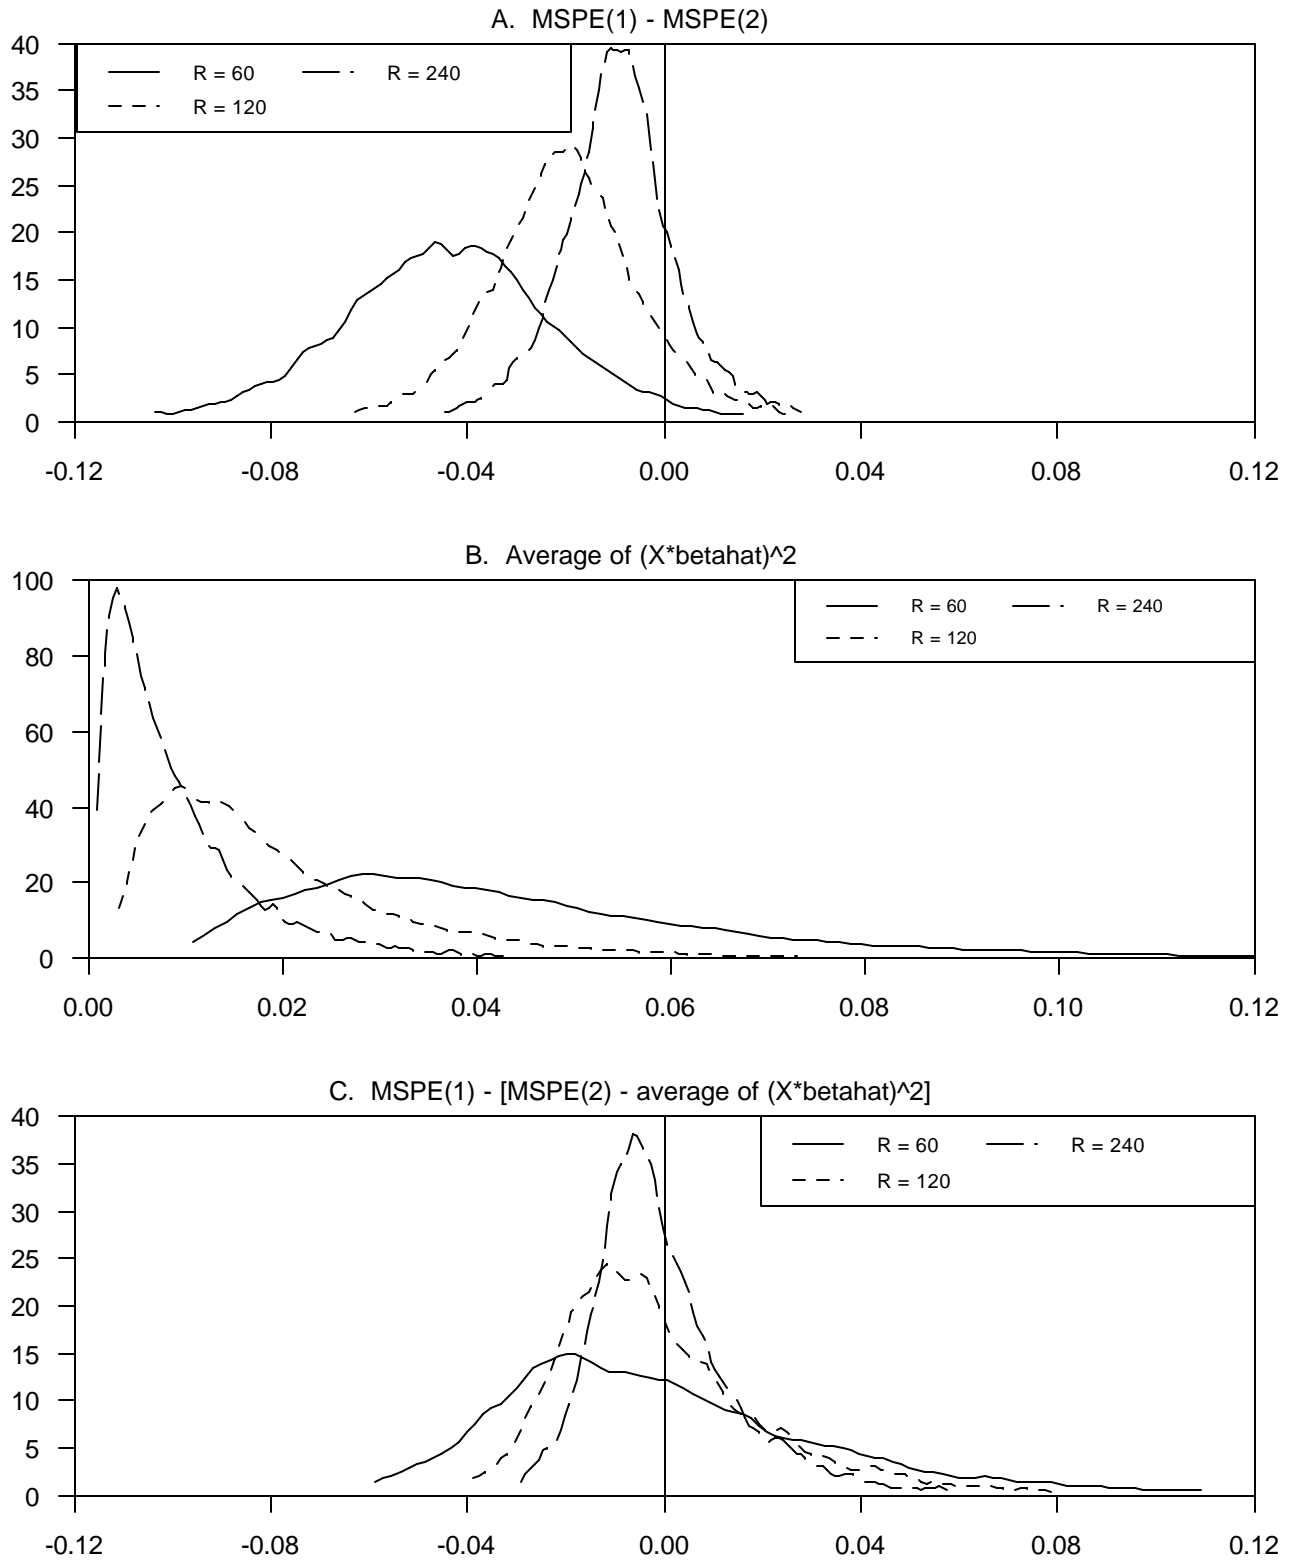 A. MSPE(1) - MSPE(2)
40
R = 60 R = 240
35
R = 120
30
25
20
15
10
5
0
-0.12 -0.08 -0.04 0.00 0.04 0.08 0.12
B. Average of (X*betahat)^2
100
R = 60 R = 240
R = 120
80
60
40
20
0
0.00 0.02 0.04 0.06 0.08 0.10 0.12
C. MSPE(1) - [MSPE(2) - average of (X*betahat)^2]
40
R = 60 R = 240
35
R = 120
30
25
20
15
10
5
0
-0.12 -0.08 -0.04 0.00 0.04 0.08 0.12